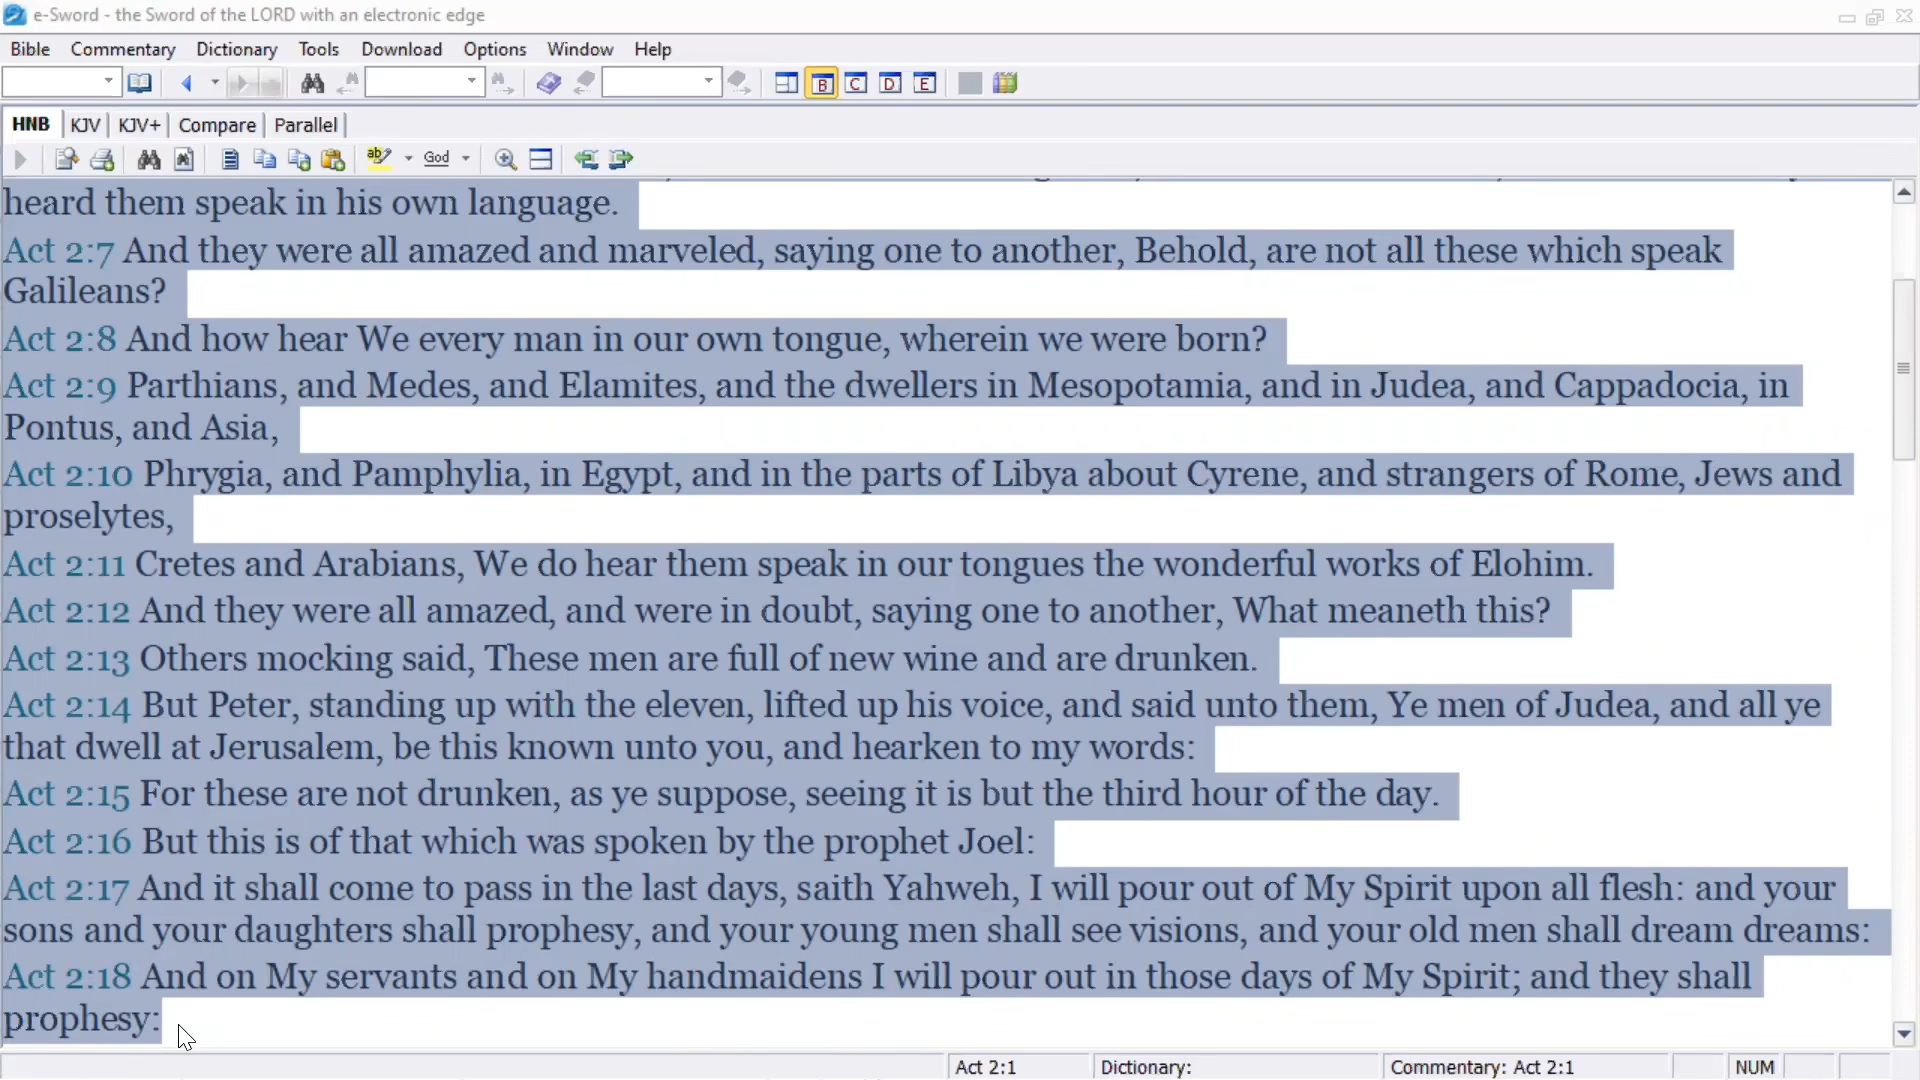 e-Sword - the Sword of the LORD with an electronic edge
Bible Commentary Dictionary Tools Download Options Window Help
B C D E
HNB KJV KJV+ Compare Parallel
ab God
heard them speak in his own language.
Act 2:7 And they were all amazed and marveled, saying one to another, Behold, are not all these which speak
Galileans?
Act 2:8 And how hear We every man in our own tongue, wherein we were born?
Act 2:9 Parthians, and Medes, and Elamites, and the dwellers in Mesopotamia, and in Judea, and Cappadocia, in
Pontus, and Asia,
Act 2:10 Phrygia, and Pamphylia, in Egypt, and in the parts of Libya about Cyrene, and strangers of Rome, Jews and
proselytes,
Act 2:11 Cretes and Arabians, We do hear them speak in our tongues the wonderful works of Elohim.
Act 2:12 And they were all amazed, and were in doubt, saying one to another, What meaneth this?
Act 2:13 Others mocking said, These men are full of new wine and are drunken.
Act 2:14 But Peter, standing up with the eleven, lifted up his voice, and said unto them, Ye men of Judea, and all ye
that dwell at Jerusalem, be this known unto you, and hearken to my words:
Act 2:15 For these are not drunken, as ye suppose, seeing it is but the third hour of the day.
Act 2:16 But this is of that which was spoken by the prophet Joel:
Act 2:17 And it shall come to pass in the last days, saith Yahweh, I will pour out of My Spirit upon all flesh: and your
sons and your daughters shall prophesy, and your young men shall see visions, and your old men shall dream dreams:
Act 2:18 And on My servants and on My handmaidens I will pour out in those days of My Spirit; and they shall
prophesy:
Act 2:1 Dictionary: Commentary: Act 2:1 NUM